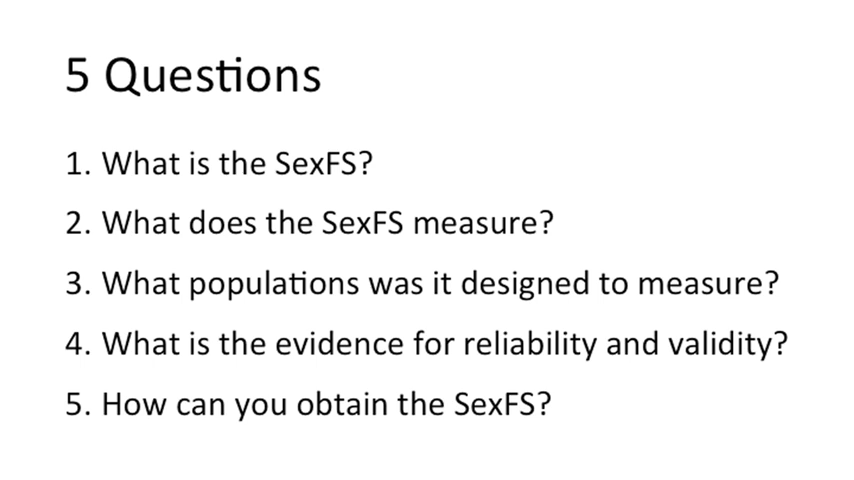 5 Questions
1. What is the SexFS?
2. What does the SexFS measure?
3. What populations was it designed to measure?
4. What is the evidence for reliability and validity?
5. How can you obtain the SexFS?